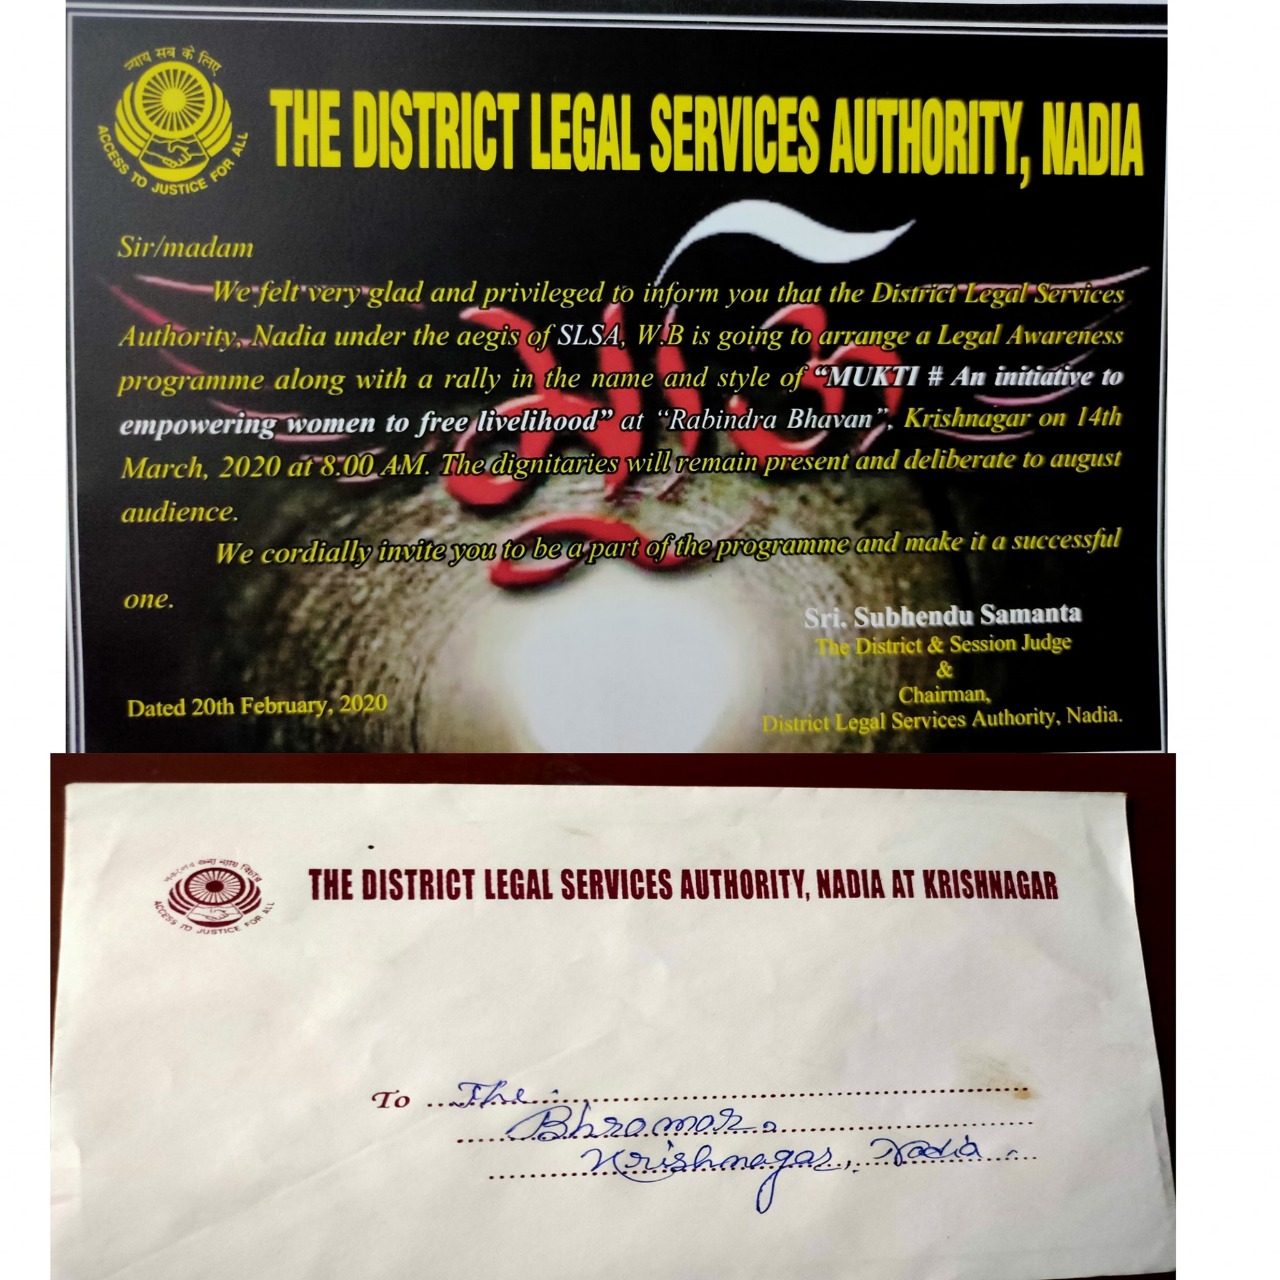 न्याय सब के लिए
ACCESS TO JUSTICE FOR ALL
THE DISTRICT LEGAL SERVICES AUTHORITY, NADIA
Sir/madam
We felt very glad and privileged to inform you that the District Legal Services
Authority, Nadia under the aegis of SLSA, W.B is going to arrange a Legal Awareness
programme along with a rally in the name and style of “MUKTI # An initiative to
empowering women to free livelihood” at “Rabindra Bhavan”, Krishnagar on 14th
March, 2020 at 8.00 AM. The dignitaries will remain present and deliberate to august
audience.
We cordially invite you to be a part of the programme and make it a successful
one.
Sri. Subhendu Samanta
The District & Session Judge
&
Chairman,
District Legal Services Authority, Nadia.
Dated 20th February, 2020
ACCESS TO JUSTICE FOR ALL
THE DISTRICT LEGAL SERVICES AUTHORITY, NADIA AT KRISHNAGAR
To The
Bhramar
Krishnagar, Nadia